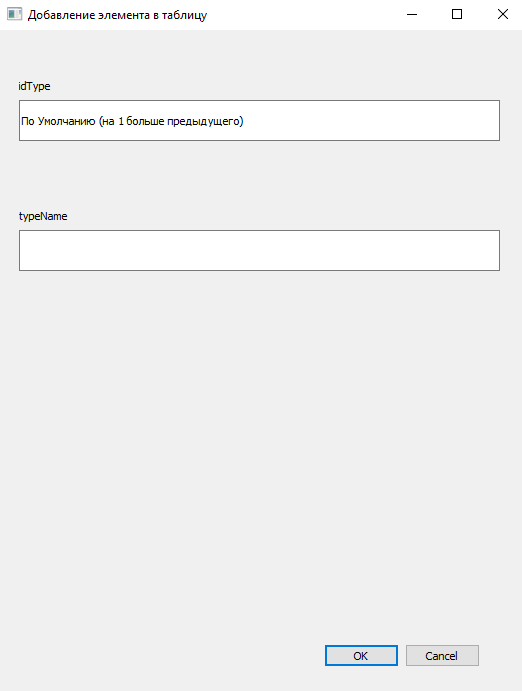 Добавление элемента в таблицу
idType
По Умолчанию (на 1 больше предыдущего)
typeName
OK
Cancel